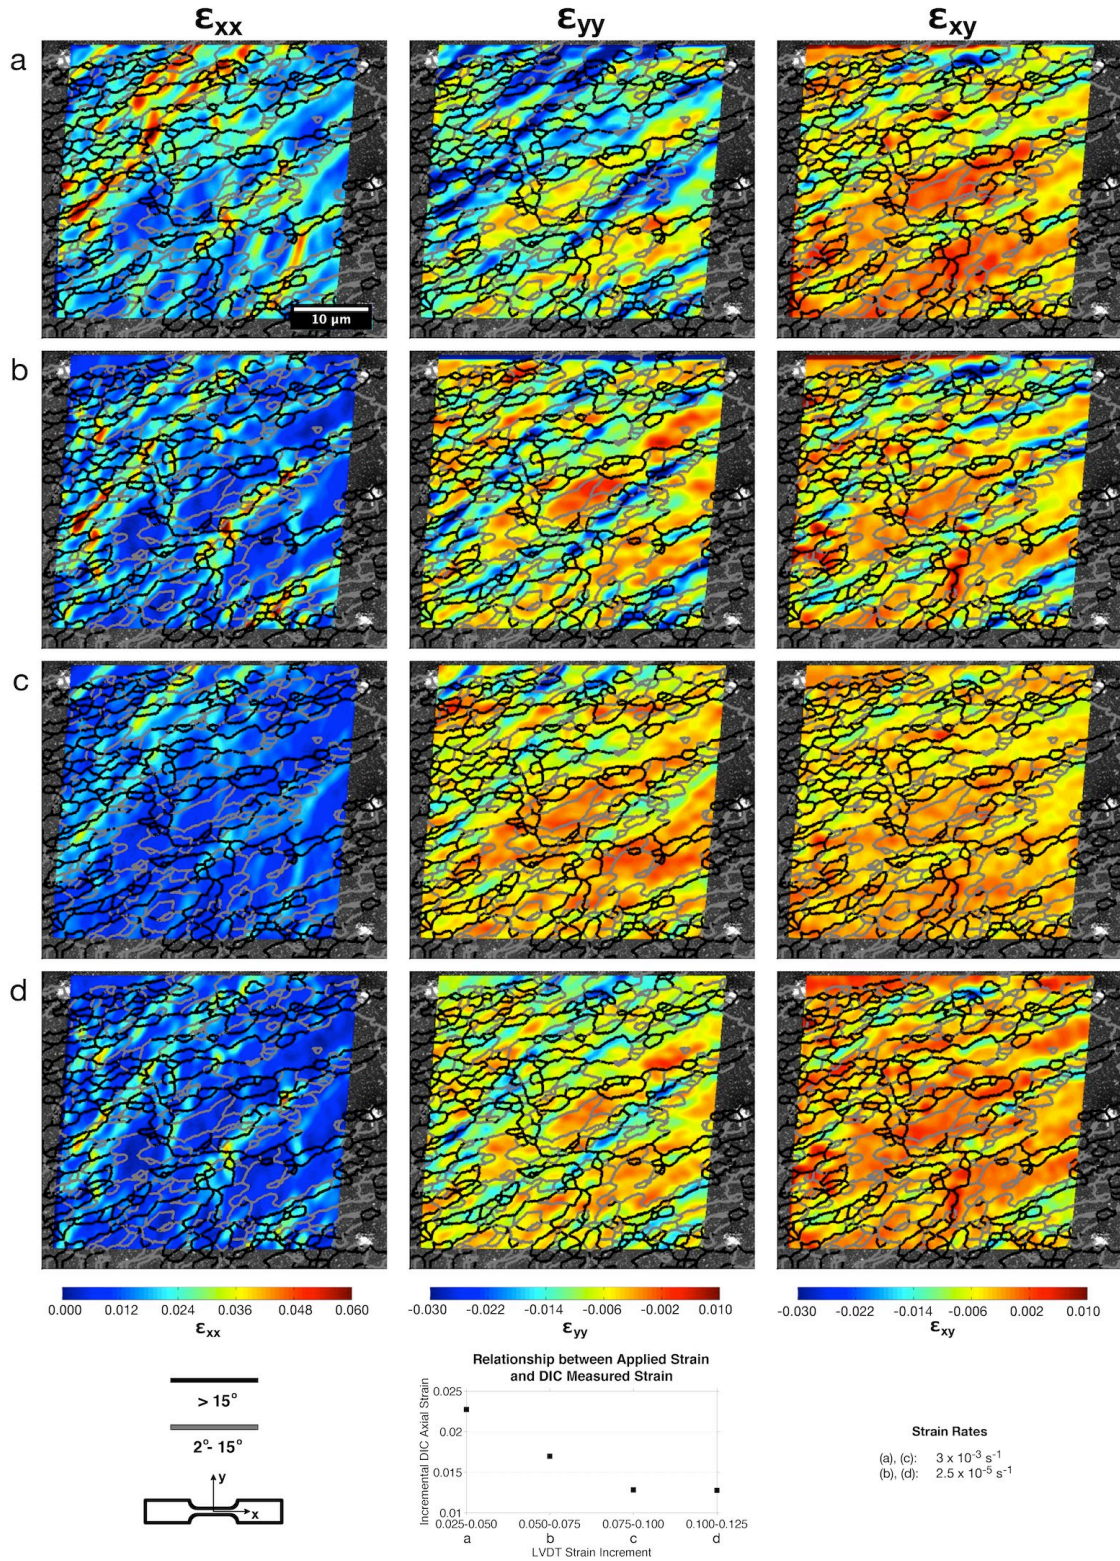 εxx εyy εxy
a
10 µm
b
c
d
0.000 0.012 0.024 0.036 0.048 0.060
εxx
-0.030 -0.022 -0.014 -0.006 -0.002 0.010
εyy
-0.030 -0.022 -0.014 -0.006 0.002 0.010
εxy
> 15°
2°- 15°
y
x
Relationship between Applied Strain
and DIC Measured Strain
Incremental DIC Axial Strain
0.025
0.02
0.015
0.01
0.025-0.050 0.050-0.075 0.075-0.100 0.100-0.125
a b c d
LVDT Strain Increment
Strain Rates
(a), (c): 3 x 10⁻³ s⁻¹
(b), (d): 2.5 x 10⁻⁵ s⁻¹